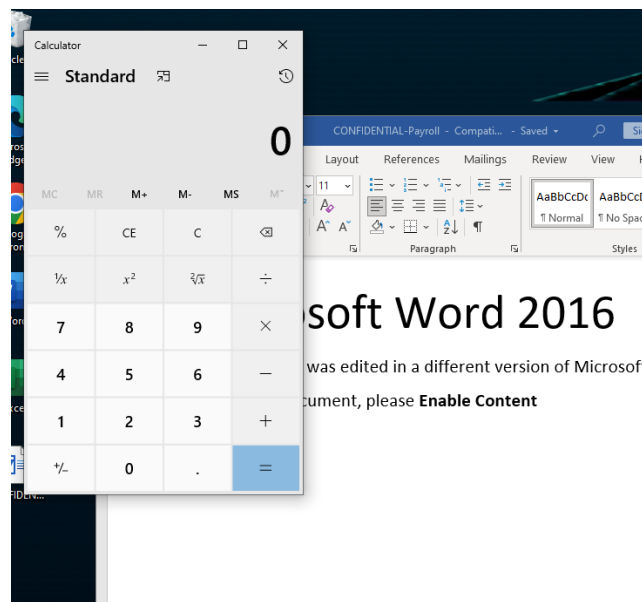 Calculator
Standard
0
MC MR M+ M- MS M˅
% CE C
¹/x x² ²√x ÷
7 8 9 ×
4 5 6 −
1 2 3 +
+/− 0 . =
CONFIDENTIAL-Payroll - Compati... - Saved
Layout References Mailings Review View
11
A A^ A˅
AaBbCcDc AaBbCcD
¶ Normal ¶ No Spac
Paragraph Styles
osoft Word 2016
was edited in a different version of Microsof
cument, please Enable Content